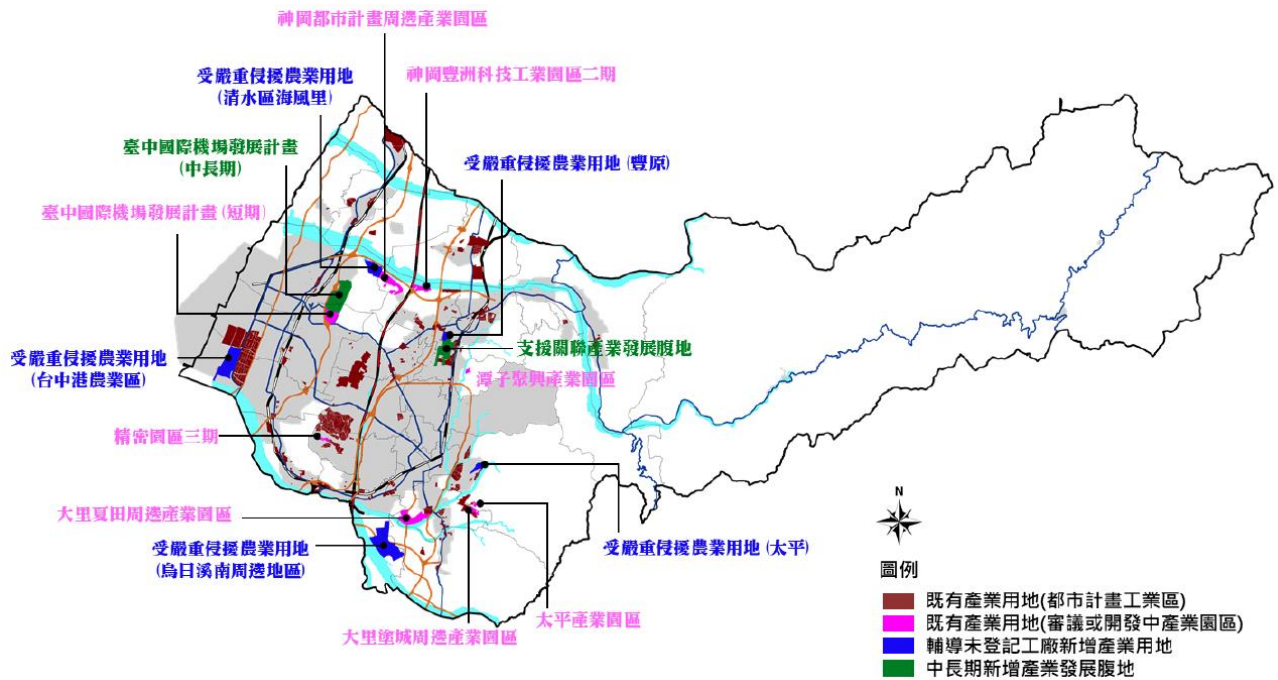 神岡都市計畫周邊產業園區
受嚴重侵擾農業用地
(清水區海風里)
神岡豐洲科技工業園區二期
臺中國際機場發展計畫
(中長期)
受嚴重侵擾農業用地 (豐原)
臺中國際機場發展計畫 (短期)
受嚴重侵擾農業用地
(台中港農業區)
支援關聯產業發展腹地
潭子聚興產業園區
精密園區三期
大里夏田周邊產業園區
受嚴重侵擾農業用地
(烏日溪南周邊地區)
受嚴重侵擾農業用地 (太平)
太平產業園區
大里塗城周邊產業園區
N
圖例
既有產業用地(都市計畫工業區)
既有產業用地(審議或開發中產業園區)
輔導未登記工廠新增產業用地
中長期新增產業發展腹地